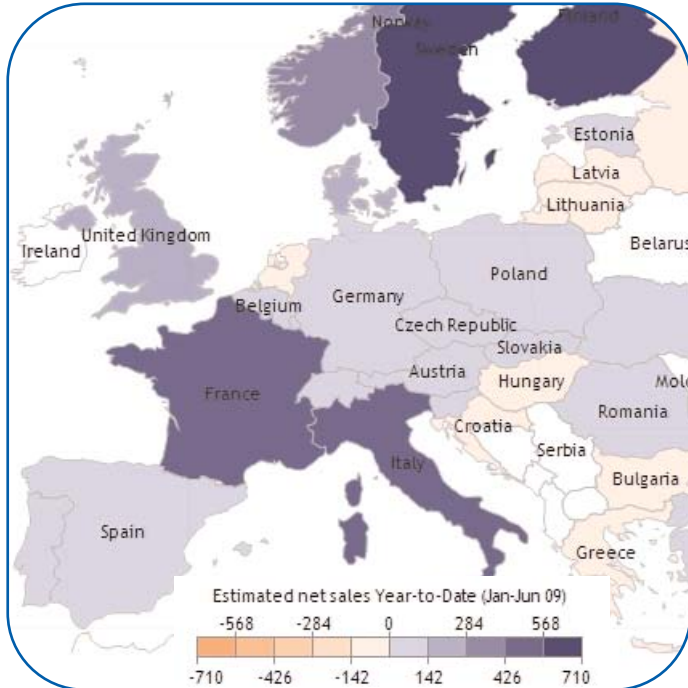 Norway
Finland
Sweden
Estonia
Latvia
Lithuania
United Kingdom
Ireland
Belarus
Poland
Germany
Belgium
Czech Republic
Slovakia
Austria
Hungary
Mol
France
Romania
Croatia
Serbia
Italy
Bulgaria
Spain
Greece
Estimated net sales Year-to-Date (Jan-Jun 09)
-568 -284 0 284 568
-710 -426 -142 142 426 710